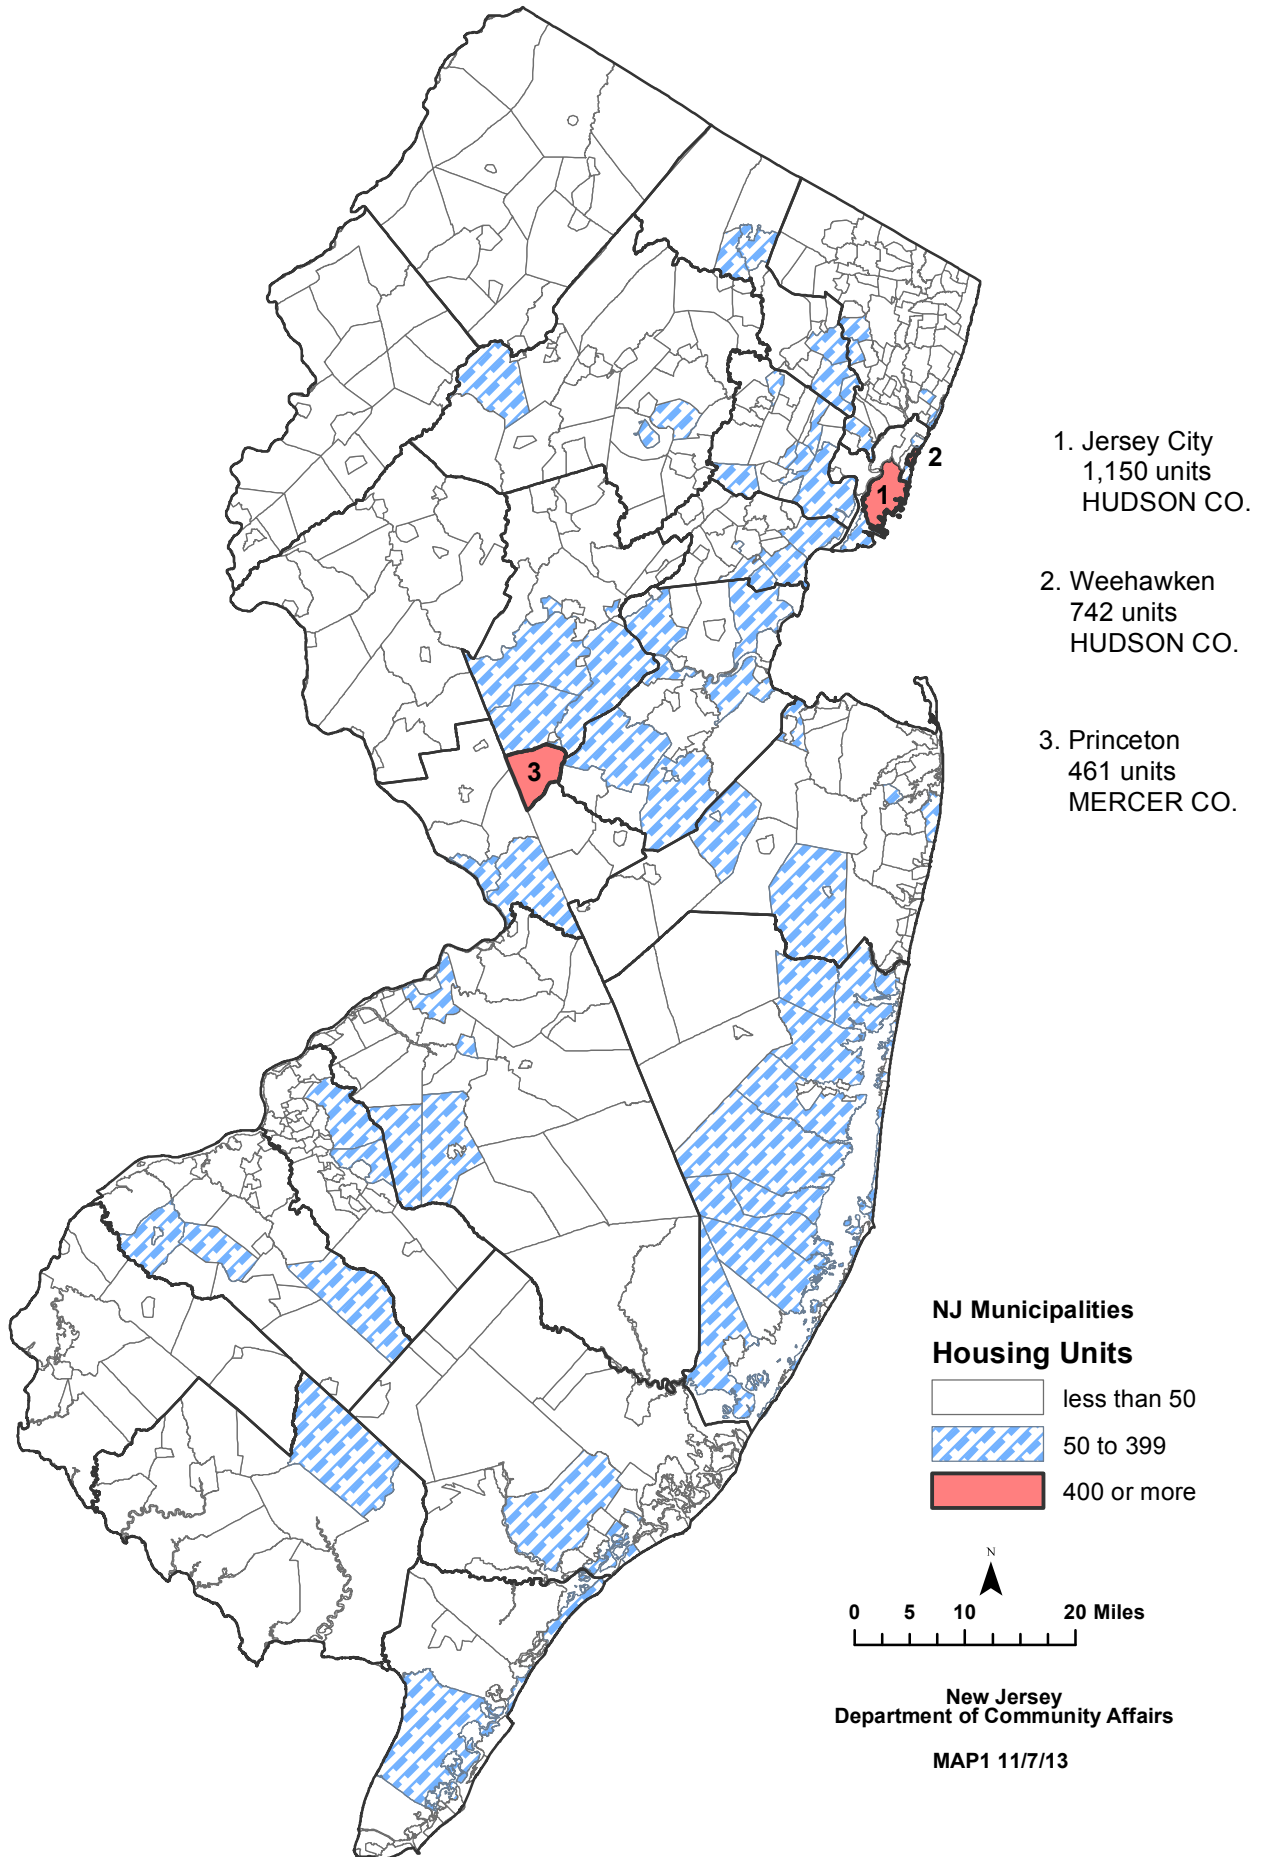 1. Jersey City
1,150 units
HUDSON CO.
2. Weehawken
742 units
HUDSON CO.
3. Princeton
461 units
MERCER CO.
2
1
3
NJ Municipalities
Housing Units
less than 50
50 to 399
400 or more
N
0 5 10 20 Miles
New Jersey
Department of Community Affairs
MAP1 11/7/13